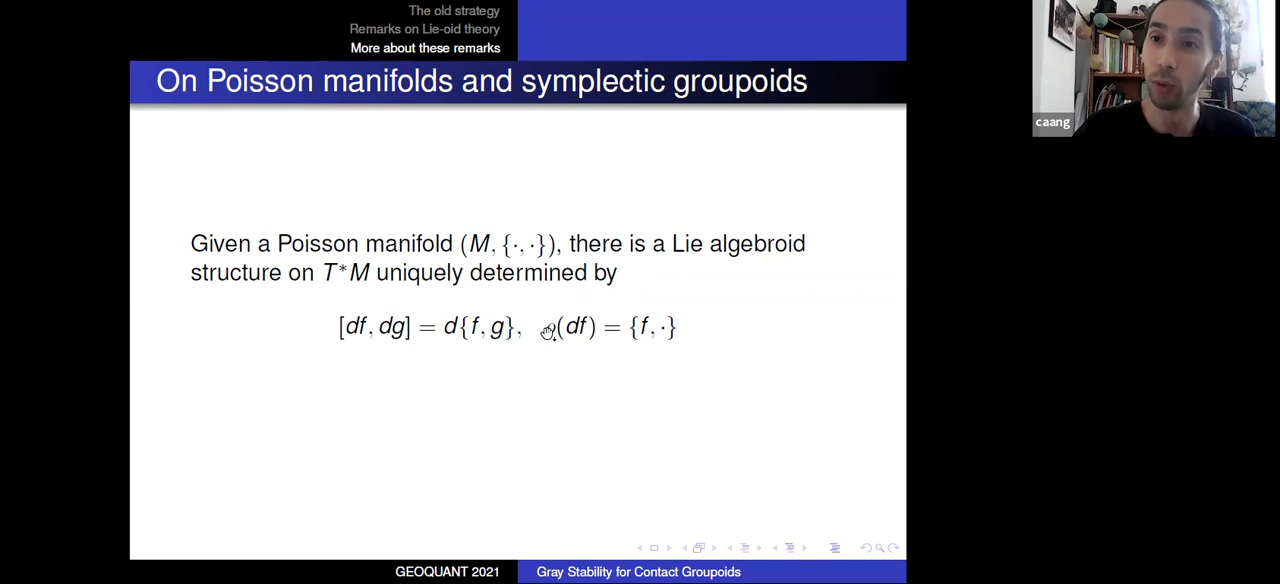 The old strategy
Remarks on Lie-oid theory
More about these remarks
On Poisson manifolds and symplectic groupoids
caang
Given a Poisson manifold (M, {·, ·}), there is a Lie algebroid
structure on T*M uniquely determined by
[df, dg] = d{f, g}, (df) = {f, ·}
GEOQUANT 2021
Gray Stability for Contact Groupoids